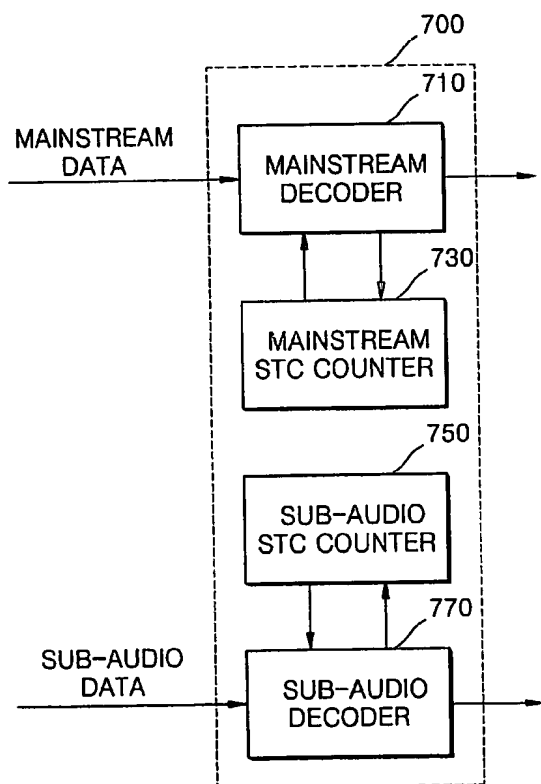 700
710
MAINSTREAM
DATA
MAINSTREAM
DECODER
730
MAINSTREAM
STC COUNTER
750
SUB-AUDIO
STC COUNTER
770
SUB-AUDIO
DATA
SUB-AUDIO
DECODER